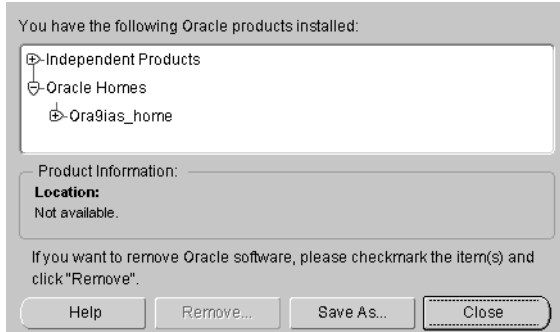 You have the following Oracle products installed:
Independent Products
Oracle Homes
Ora9ias_home
Product Information:
Location:
Not available.
If you want to remove Oracle software, please checkmark the item(s) and
click "Remove".
Help
Remove...
Save As...
Close